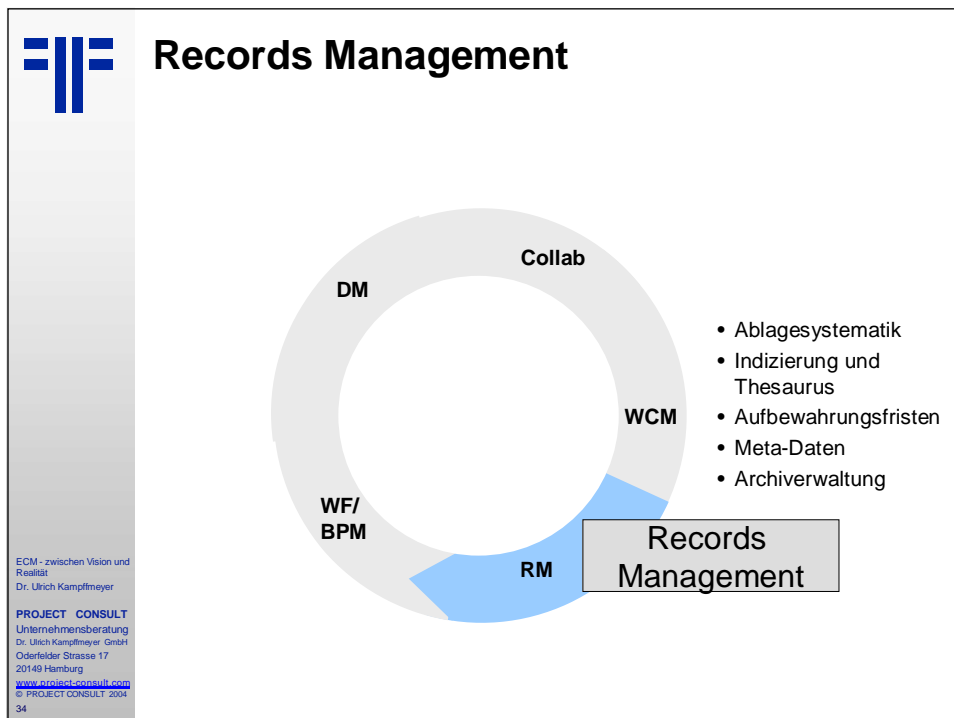 Records Management
Collab
DM
WCM
WF/
BPM
RM
Records
Management
• Ablagesystematik
• Indizierung und
Thesaurus
• Aufbewahrungsfristen
• Meta-Daten
• Archiverwaltung
ECM - zwischen Vision und
Realität
Dr. Ulrich Kampffmeyer
PROJECT CONSULT
Unternehmensberatung
Dr. Ulrich Kampffmeyer GmbH
Oderfelder Strasse 17
20149 Hamburg
www.project-consult.com
© PROJECT CONSULT 2004
34